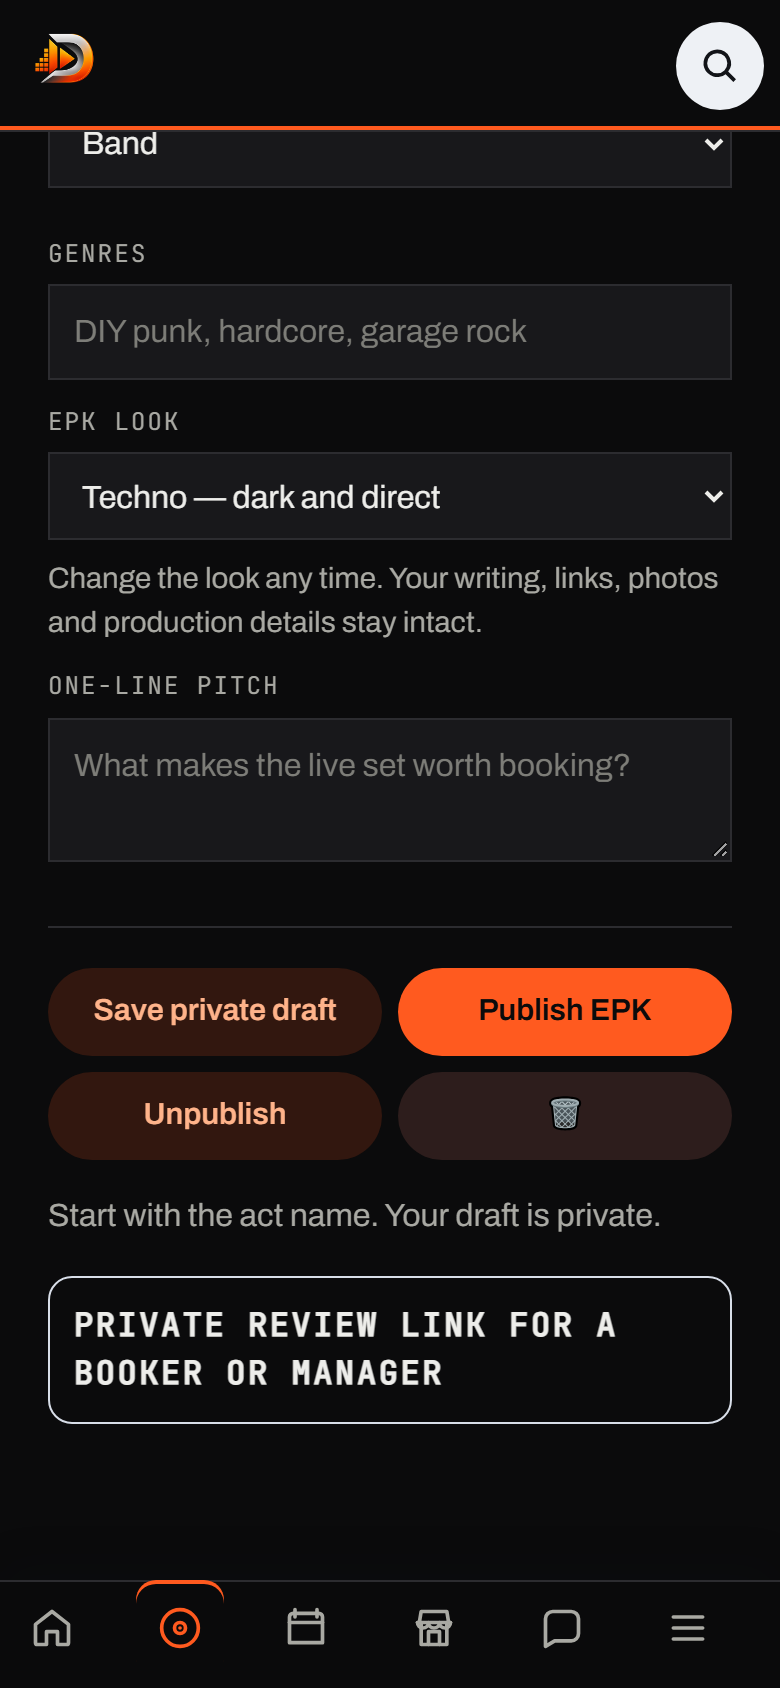 Band
GENRES
DIY punk, hardcore, garage rock
EPK LOOK
Techno — dark and direct
Change the look any time. Your writing, links, photos
and production details stay intact.
ONE-LINE PITCH
What makes the live set worth booking?
Save private draft
Publish EPK
Unpublish
Start with the act name. Your draft is private.
PRIVATE REVIEW LINK FOR A
BOOKER OR MANAGER